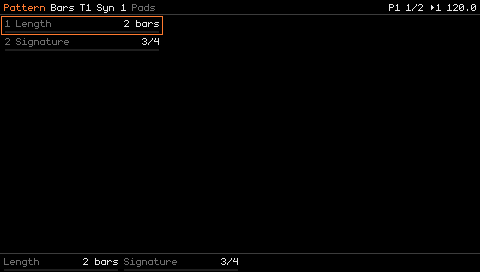 Pattern Bars T1 Syn 1 Pads P1 1/2 ▸1 120.0
1 Length 2 bars
2 Signature 3/4
Length 2 bars Signature 3/4